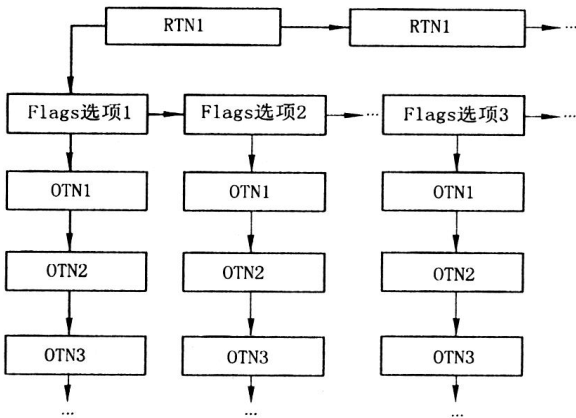 RTN1 RTN1 …
Flags选项1 Flags选项2 … Flags选项3 …
OTN1 OTN1 OTN1
OTN2 OTN2 OTN2
OTN3 OTN3 OTN3
… … …